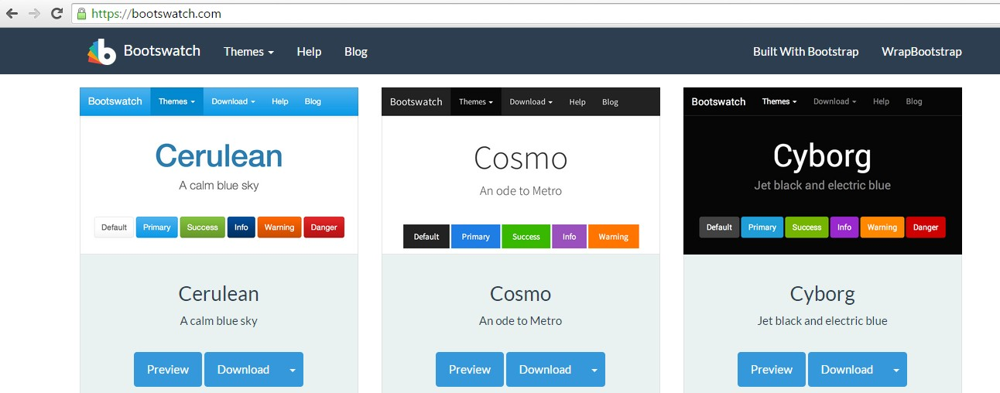 https://bootswatch.com
Bootswatch Themes Help Blog Built With Bootstrap WrapBootstrap
Bootswatch Themes Download Help Blog
Cerulean
A calm blue sky
Default Primary Success Info Warning Danger
Cerulean
A calm blue sky
Preview Download
Bootswatch Themes Download Help Blog
Cosmo
An ode to Metro
Default Primary Success Info Warning
Cosmo
An ode to Metro
Preview Download
Bootswatch Themes Download Help Blog
Cyborg
Jet black and electric blue
Default Primary Success Info Warning Danger
Cyborg
Jet black and electric blue
Preview Download